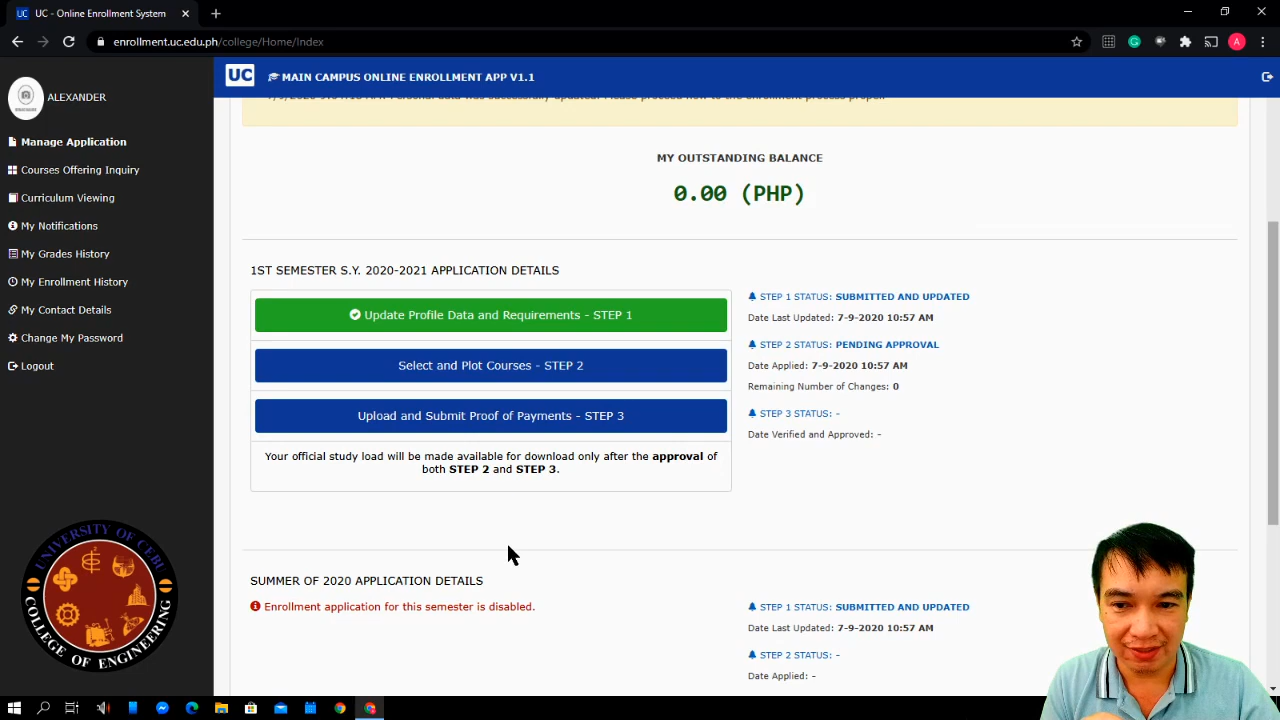 UC UC - Online Enrollment System
enrollment.uc.edu.ph/college/Home/Index
A
ALEXANDER
Manage Application
Courses Offering Inquiry
Curriculum Viewing
My Notifications
My Grades History
My Enrollment History
My Contact Details
Change My Password
Logout
UNIVERSITY OF CEBU
COLLEGE OF ENGINEERING
UC MAIN CAMPUS ONLINE ENROLLMENT APP V1.1
MY OUTSTANDING BALANCE
0.00 (PHP)
1ST SEMESTER S.Y. 2020-2021 APPLICATION DETAILS
Update Profile Data and Requirements - STEP 1
Select and Plot Courses - STEP 2
Upload and Submit Proof of Payments - STEP 3
Your official study load will be made available for download only after the approval of
both STEP 2 and STEP 3.
STEP 1 STATUS: SUBMITTED AND UPDATED
Date Last Updated: 7-9-2020 10:57 AM
STEP 2 STATUS: PENDING APPROVAL
Date Applied: 7-9-2020 10:57 AM
Remaining Number of Changes: 0
STEP 3 STATUS: -
Date Verified and Approved: -
SUMMER OF 2020 APPLICATION DETAILS
Enrollment application for this semester is disabled.
STEP 1 STATUS: SUBMITTED AND UPDATED
Date Last Updated: 7-9-2020 10:57 AM
STEP 2 STATUS: -
Date Applied: -